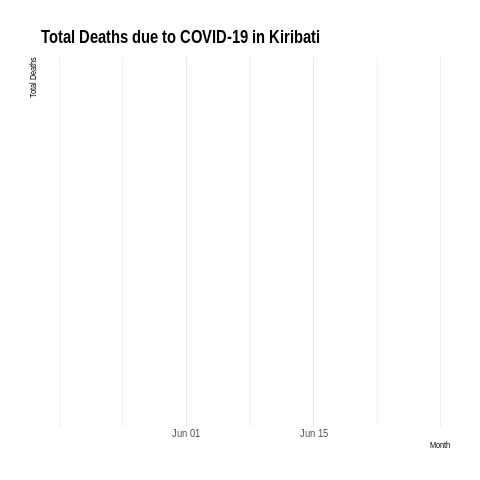 Total Deaths due to COVID-19 in Kiribati
Total Deaths
Jun 01
Jun 15
Month